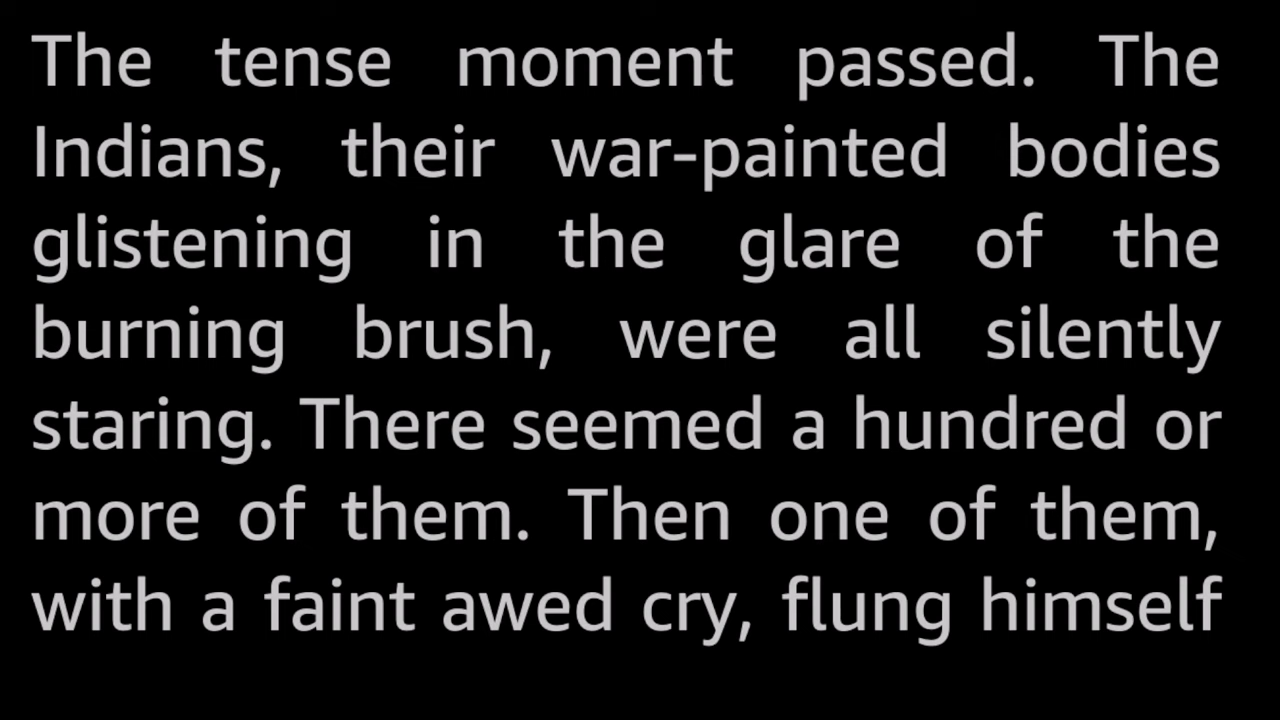 The tense moment passed. The
Indians, their war-painted bodies
glistening in the glare of the
burning brush, were all silently
staring. There seemed a hundred or
more of them. Then one of them,
with a faint awed cry, flung himself